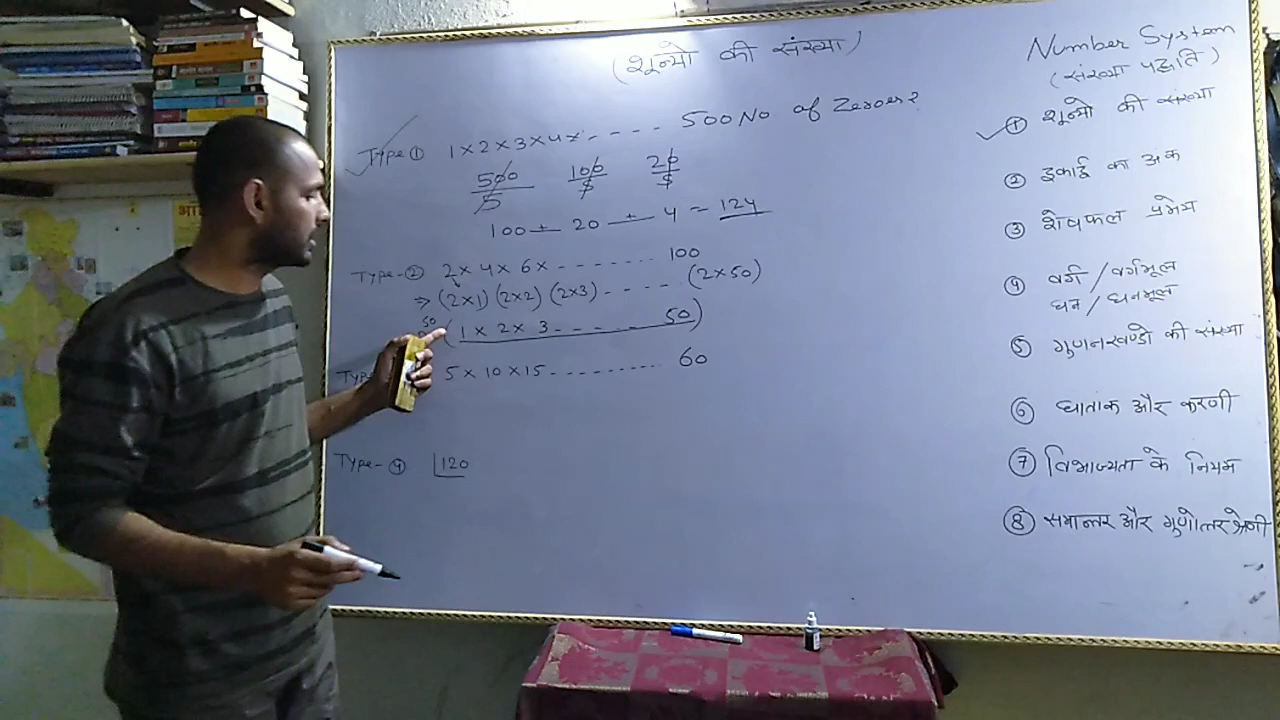 (शून्यो की संख्या)
Type ① 1 × 2 × 3 × 4 × - - - - 500 No of Zeroes?
500/5 100/5 20/5
100 + 20 + 4 = 124
Type-② 2 × 4 × 6 × - - - - - - - - 100
⇒ (2×1) (2×2) (2×3) - - - - - (2×50)
50
(1 × 2 × 3 - - - - - 50)
5 × 10 × 15 - - - - - - - - - - 60
Type-④ |120
Number System
(संख्या पद्धति)
① शून्यो की संख्या
② इकाई का अंक
③ शेषफल प्रमेय
④ वर्ग / वर्गमूल
घन / घनमूल
⑤ गुणनखण्डो की संख्या
⑥ घातांक और करणी
⑦ विभाज्यता के नियम
⑧ समान्तर और गुणोत्तर श्रेणी